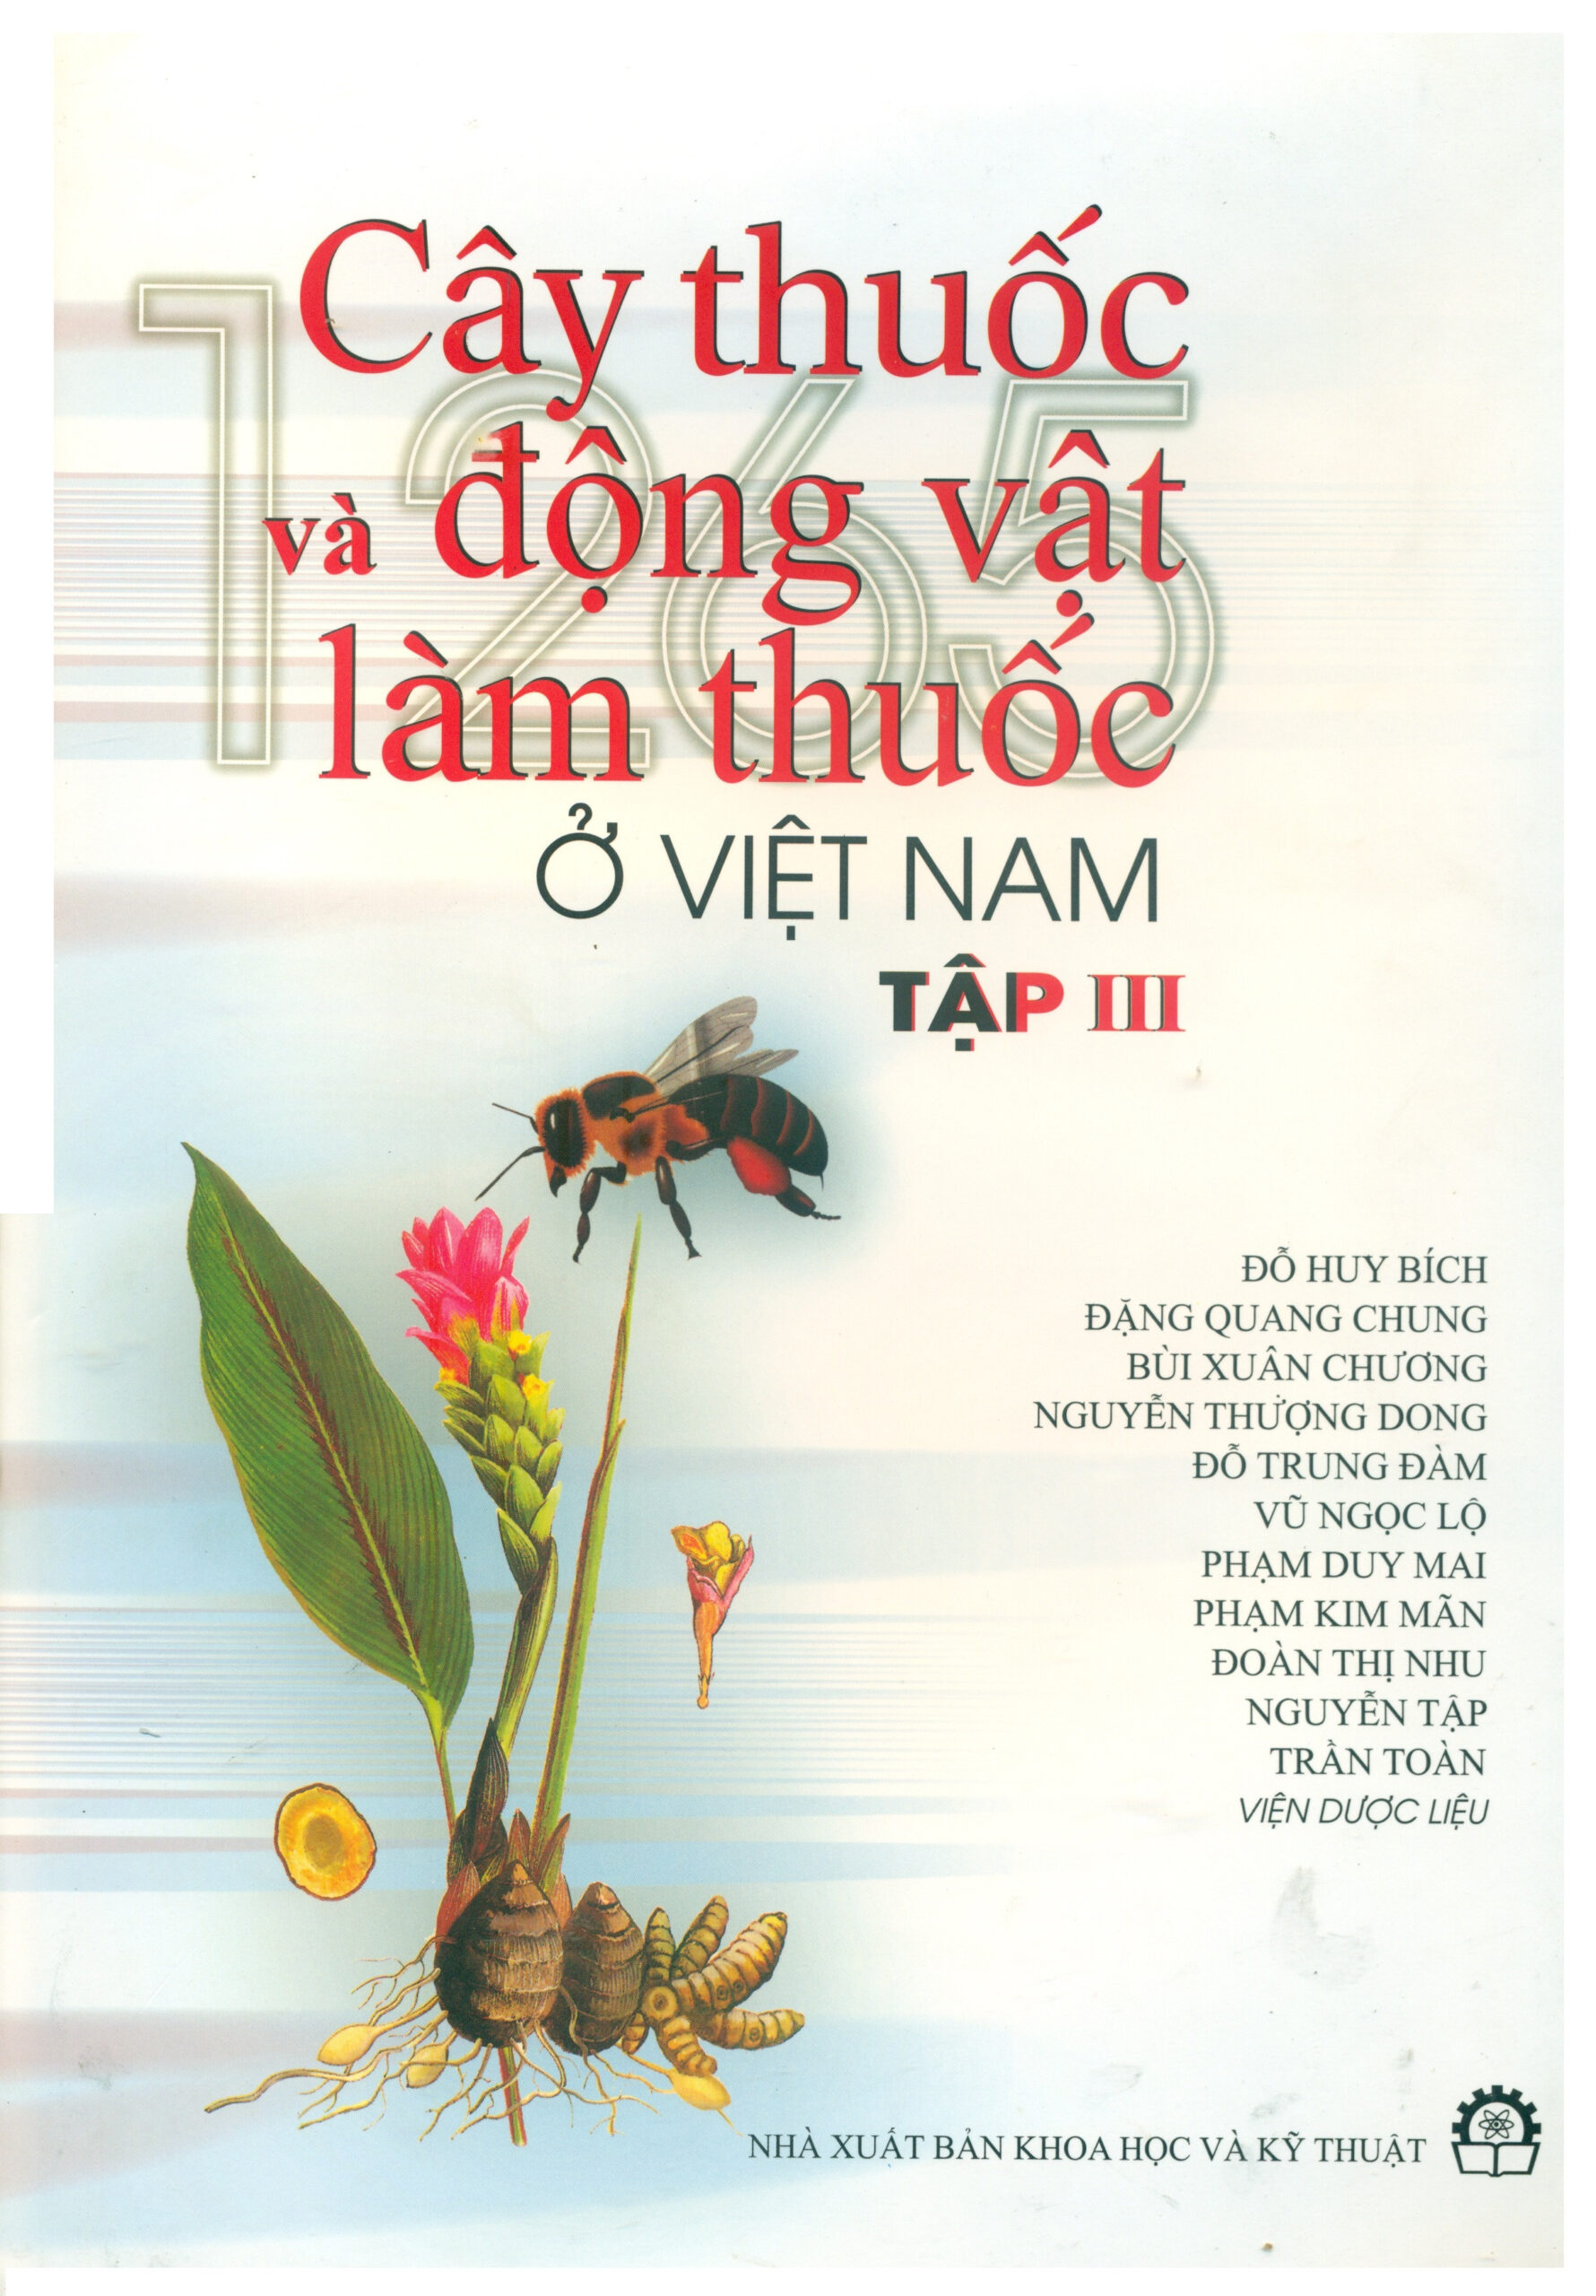 1265
Cây thuốc
và động vật
làm thuốc
Ở VIỆT NAM
TẬP III
ĐỖ HUY BÍCH
ĐẶNG QUANG CHUNG
BÙI XUÂN CHƯƠNG
NGUYỄN THƯỢNG DONG
ĐỖ TRUNG ĐÀM
VŨ NGỌC LỘ
PHẠM DUY MAI
PHẠM KIM MÃN
ĐOÀN THỊ NHU
NGUYỄN TẬP
TRẦN TOÀN
VIỆN DƯỢC LIỆU
NHÀ XUẤT BẢN KHOA HỌC VÀ KỸ THUẬT